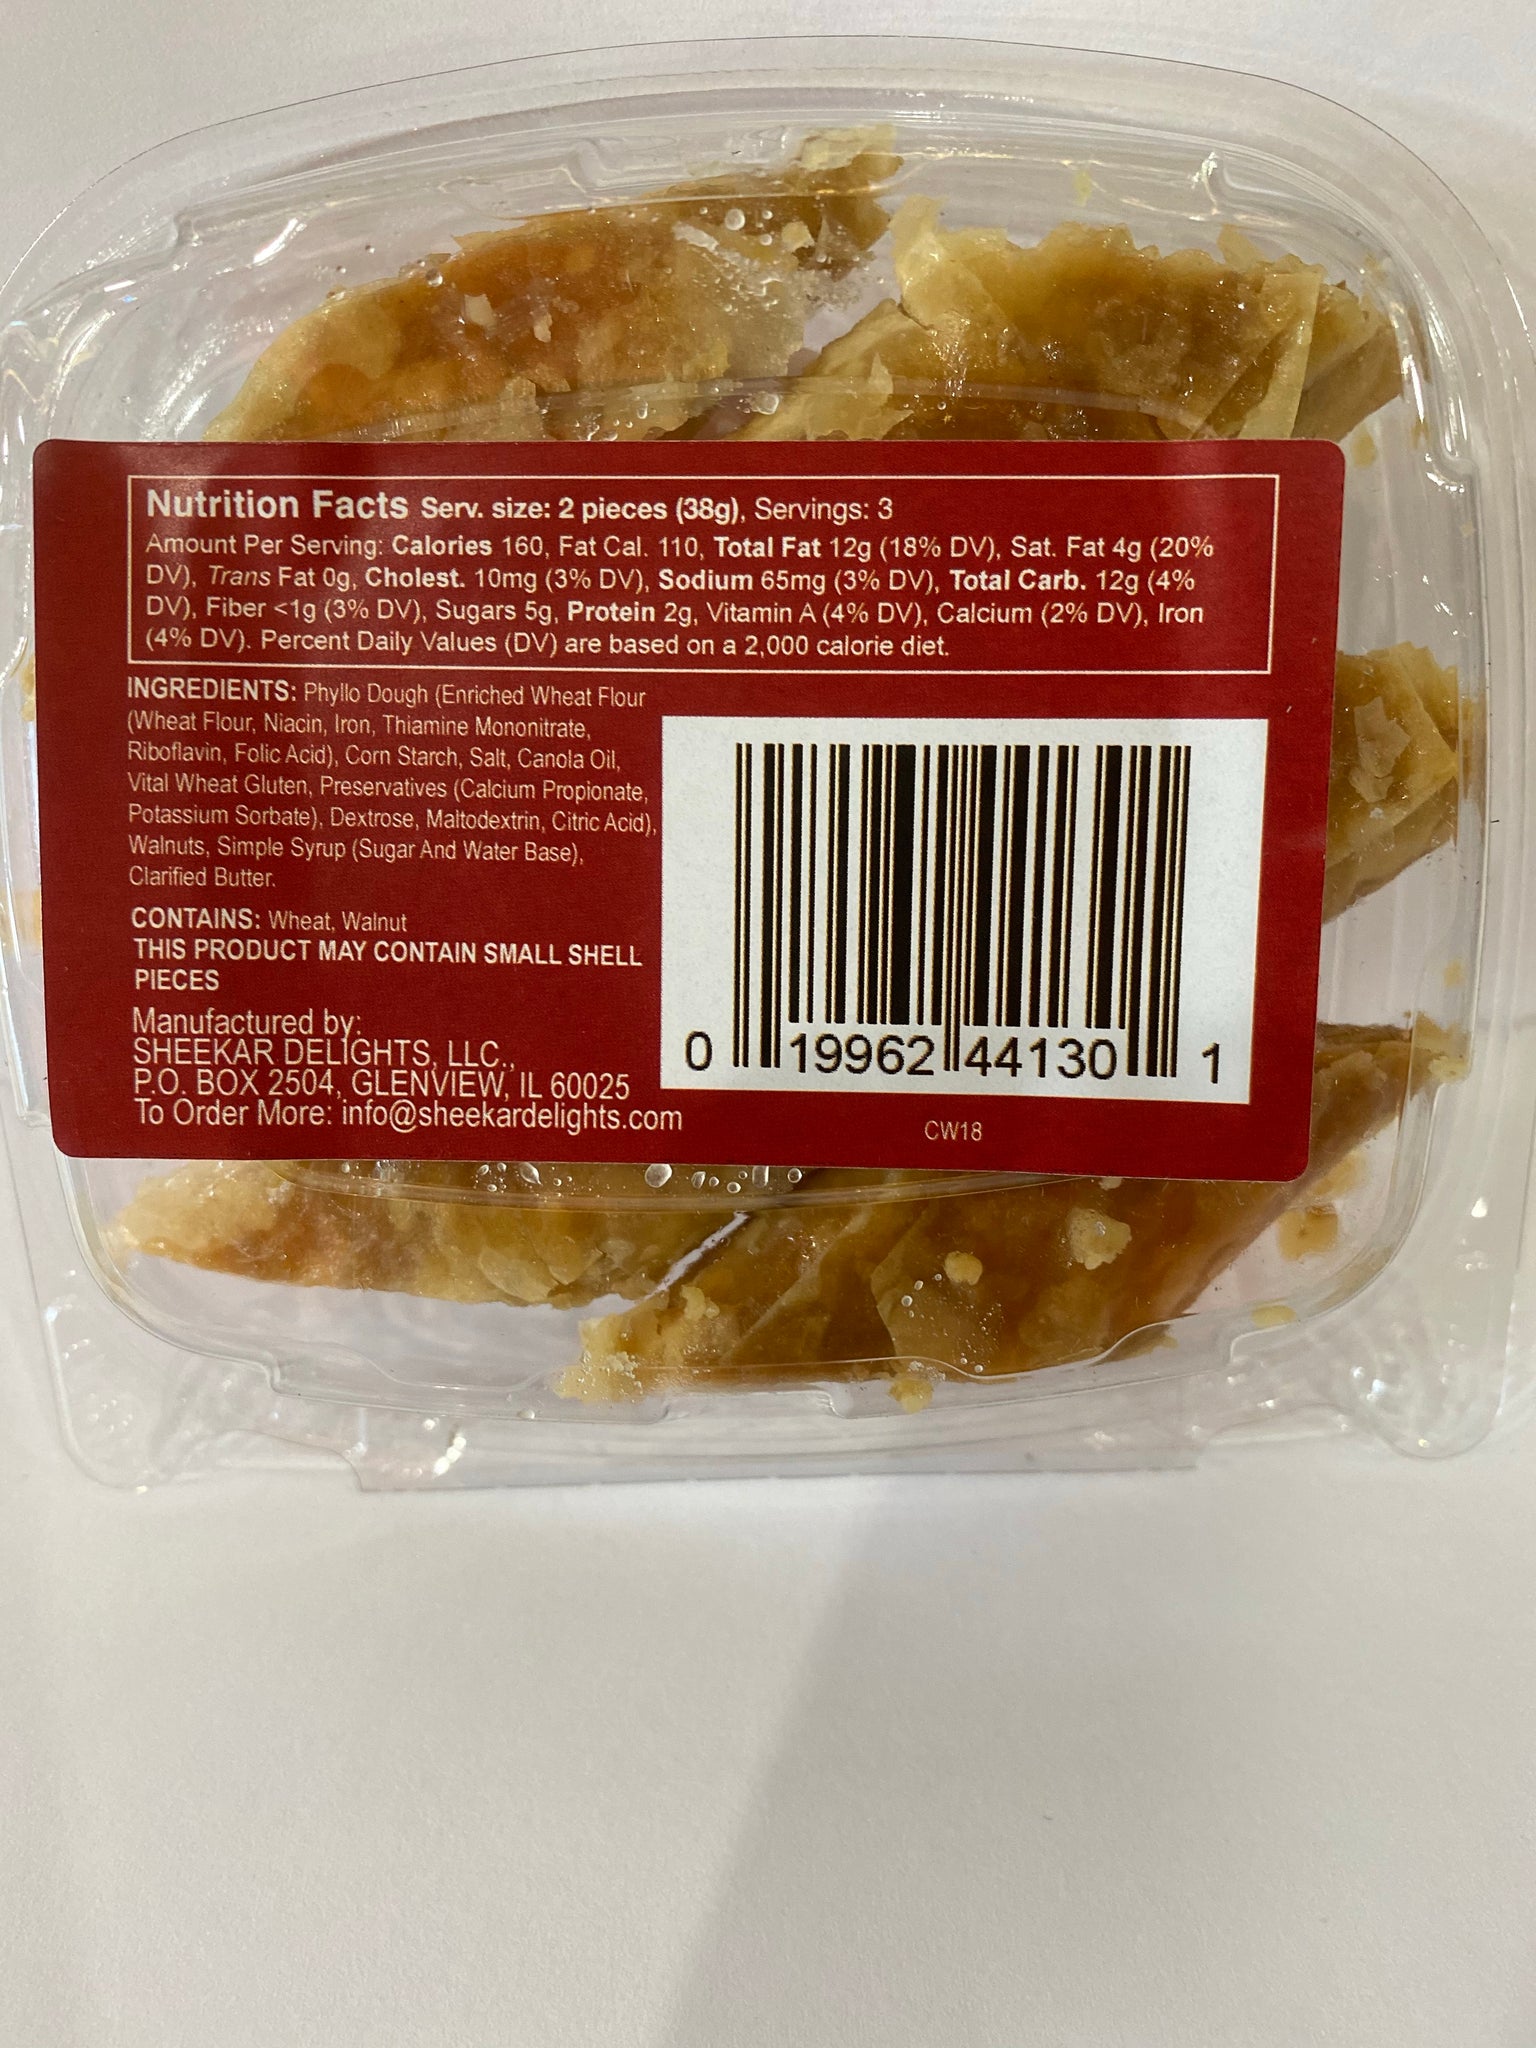 Nutrition Facts Serv. size: 2 pieces (38g), Servings: 3
Amount Per Serving: Calories 160, Fat Cal. 110, Total Fat 12g (18% DV), Sat. Fat 4g (20%
DV), Trans Fat 0g, Cholest. 10mg (3% DV), Sodium 65mg (3% DV), Total Carb. 12g (4%
DV), Fiber <1g (3% DV), Sugars 5g, Protein 2g, Vitamin A (4% DV), Calcium (2% DV), Iron
(4% DV). Percent Daily Values (DV) are based on a 2,000 calorie diet.
INGREDIENTS: Phyllo Dough (Enriched Wheat Flour
(Wheat Flour, Niacin, Iron, Thiamine Mononitrate,
Riboflavin, Folic Acid), Corn Starch, Salt, Canola Oil,
Vital Wheat Gluten, Preservatives (Calcium Propionate,
Potassium Sorbate), Dextrose, Maltodextrin, Citric Acid),
Walnuts, Simple Syrup (Sugar And Water Base),
Clarified Butter.
CONTAINS: Wheat, Walnut
THIS PRODUCT MAY CONTAIN SMALL SHELL
PIECES
Manufactured by:
SHEEKAR DELIGHTS, LLC.,
P.O. BOX 2504, GLENVIEW, IL 60025
To Order More: info@sheekardelights.com
0 19962 44130 1
CW18